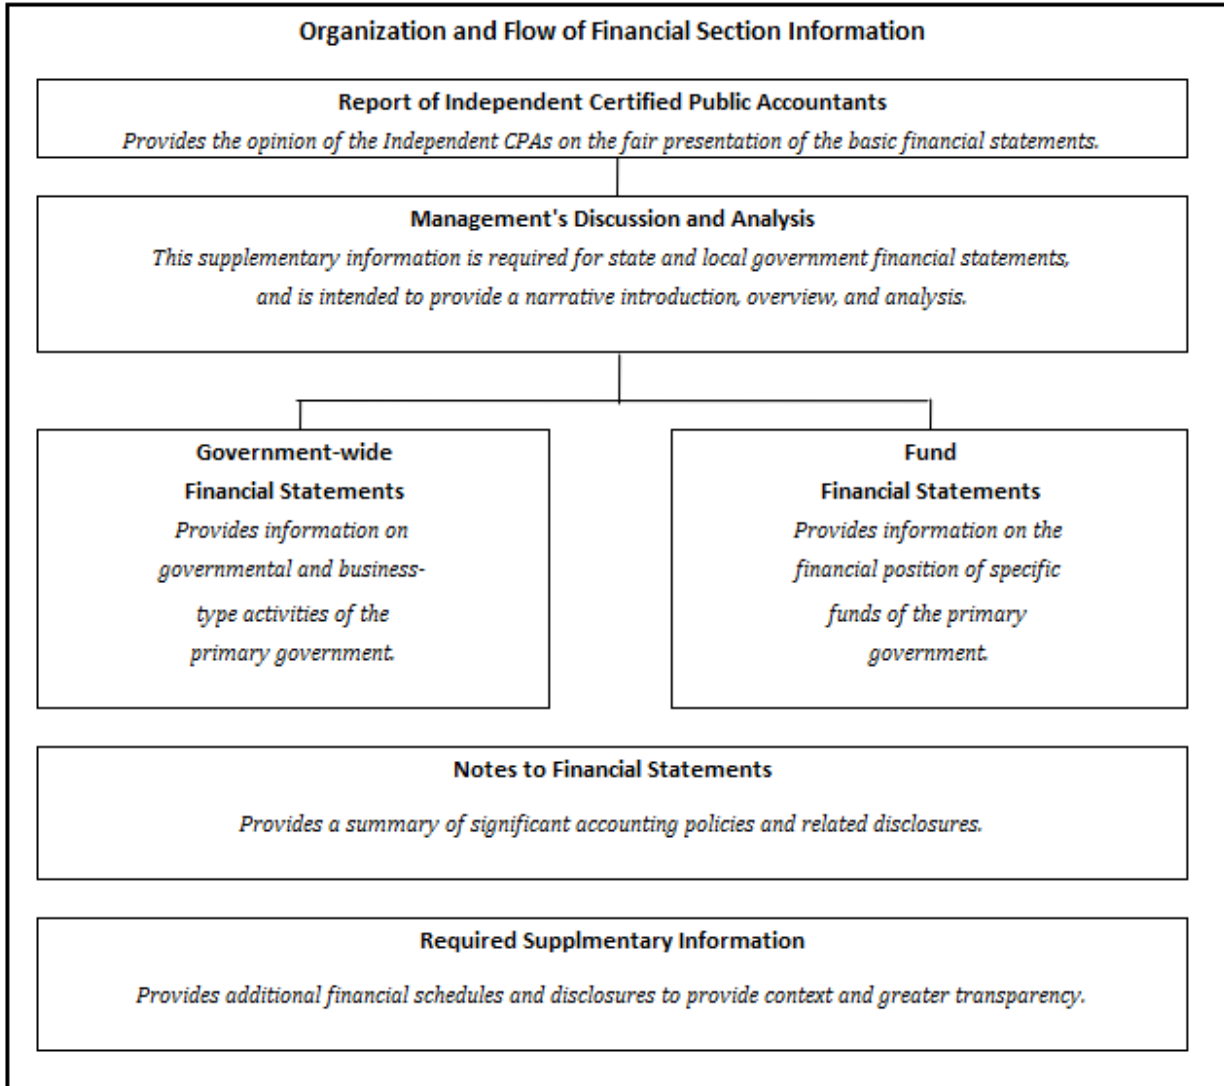 Organization and Flow of Financial Section Information
Report of Independent Certified Public Accountants
Provides the opinion of the Independent CPAs on the fair presentation of the basic financial statements.
Management's Discussion and Analysis
This supplementary information is required for state and local government financial statements,
and is intended to provide a narrative introduction, overview, and analysis.
Government-wide
Financial Statements
Provides information on
governmental and business-
type activities of the
primary government.
Fund
Financial Statements
Provides information on the
financial position of specific
funds of the primary
government.
Notes to Financial Statements
Provides a summary of significant accounting policies and related disclosures.
Required Supplmentary Information
Provides additional financial schedules and disclosures to provide context and greater transparency.